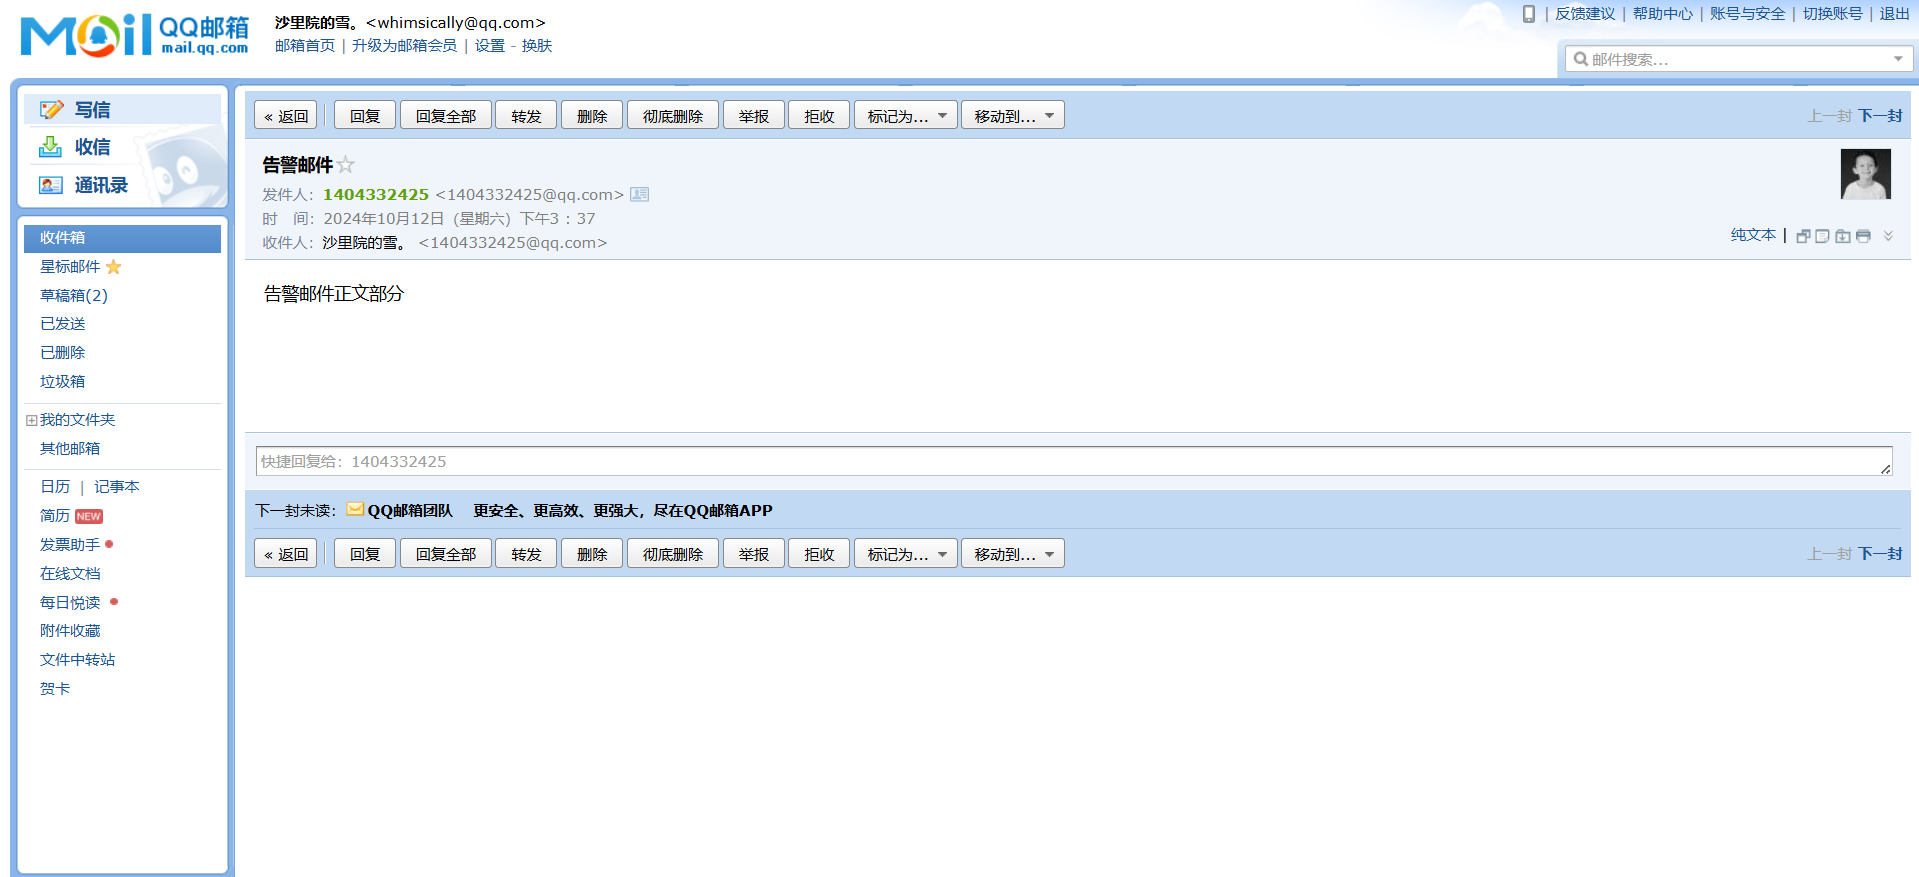 Mail QQ邮箱 mail.qq.com
沙里院的雪。<whimsically@qq.com>
邮箱首页 | 升级为邮箱会员 | 设置 - 换肤
| 反馈建议 | 帮助中心 | 账号与安全 | 切换账号 | 退出
邮件搜索...
写信
收信
通讯录
收件箱
星标邮件
草稿箱(2)
已发送
已删除
垃圾箱
我的文件夹
其他邮箱
日历 | 记事本
简历 NEW
发票助手
在线文档
每日悦读
附件收藏
文件中转站
贺卡
« 返回 回复 回复全部 转发 删除 彻底删除 举报 拒收 标记为... 移动到... 上一封 下一封
告警邮件
发件人：1404332425 <1404332425@qq.com>
时 间：2024年10月12日（星期六）下午3：37
收件人：沙里院的雪。 <1404332425@qq.com>
纯文本 |
告警邮件正文部分
快捷回复给：1404332425
下一封未读： QQ邮箱团队 更安全、更高效、更强大，尽在QQ邮箱APP
« 返回 回复 回复全部 转发 删除 彻底删除 举报 拒收 标记为... 移动到... 上一封 下一封